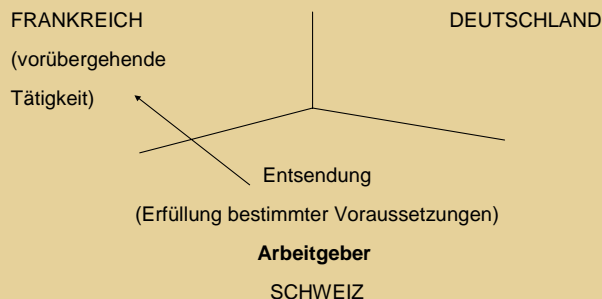 FRANKREICH
(vorübergehende
Tätigkeit)
DEUTSCHLAND
Entsendung
(Erfüllung bestimmter Voraussetzungen)
Arbeitgeber
SCHWEIZ